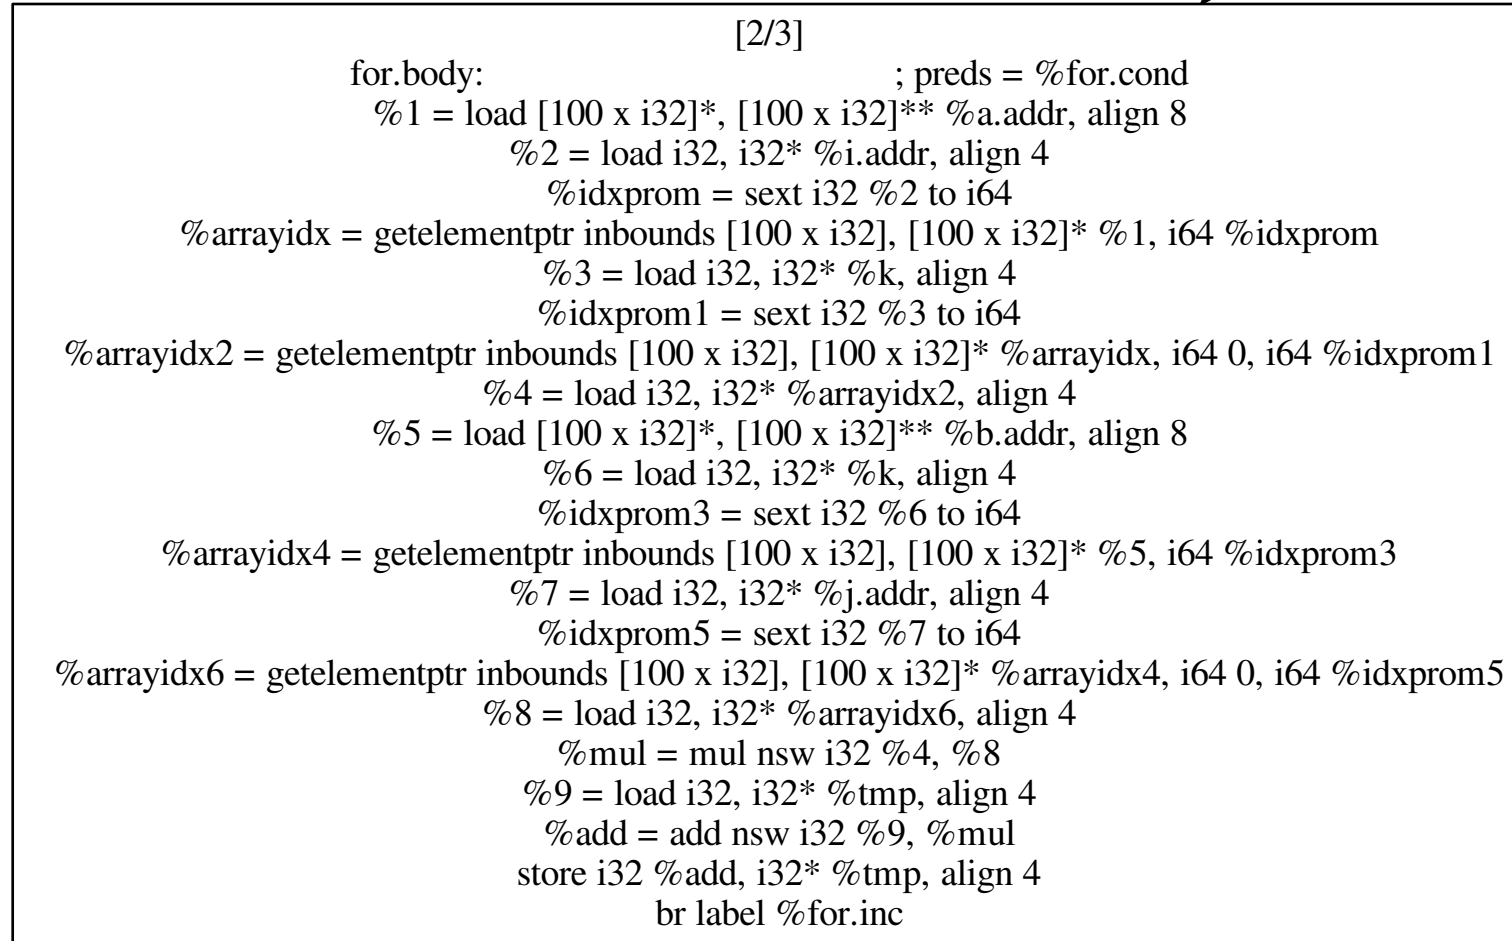 [2/3]
for.body: ; preds = %for.cond
%1 = load [100 x i32]*, [100 x i32]** %a.addr, align 8
%2 = load i32, i32* %i.addr, align 4
%idxprom = sext i32 %2 to i64
%arrayidx = getelementptr inbounds [100 x i32], [100 x i32]* %1, i64 %idxprom
%3 = load i32, i32* %k, align 4
%idxprom1 = sext i32 %3 to i64
%arrayidx2 = getelementptr inbounds [100 x i32], [100 x i32]* %arrayidx, i64 0, i64 %idxprom1
%4 = load i32, i32* %arrayidx2, align 4
%5 = load [100 x i32]*, [100 x i32]** %b.addr, align 8
%6 = load i32, i32* %k, align 4
%idxprom3 = sext i32 %6 to i64
%arrayidx4 = getelementptr inbounds [100 x i32], [100 x i32]* %5, i64 %idxprom3
%7 = load i32, i32* %j.addr, align 4
%idxprom5 = sext i32 %7 to i64
%arrayidx6 = getelementptr inbounds [100 x i32], [100 x i32]* %arrayidx4, i64 0, i64 %idxprom5
%8 = load i32, i32* %arrayidx6, align 4
%mul = mul nsw i32 %4, %8
%9 = load i32, i32* %tmp, align 4
%add = add nsw i32 %9, %mul
store i32 %add, i32* %tmp, align 4
br label %for.inc